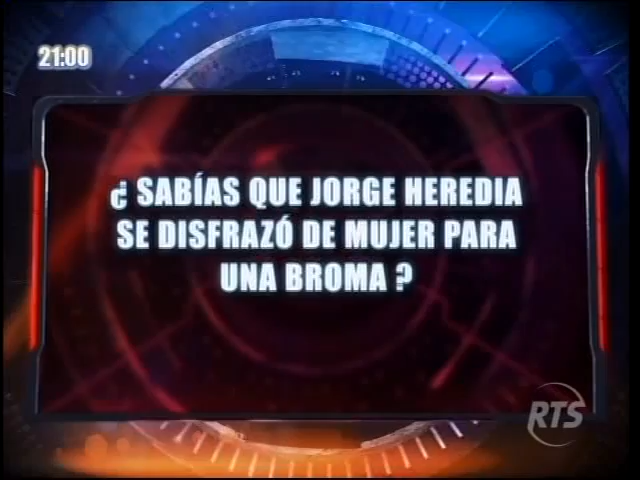 21:00
¿ SABÍAS QUE JORGE HEREDIA
SE DISFRAZÓ DE MUJER PARA
UNA BROMA ?
RTS